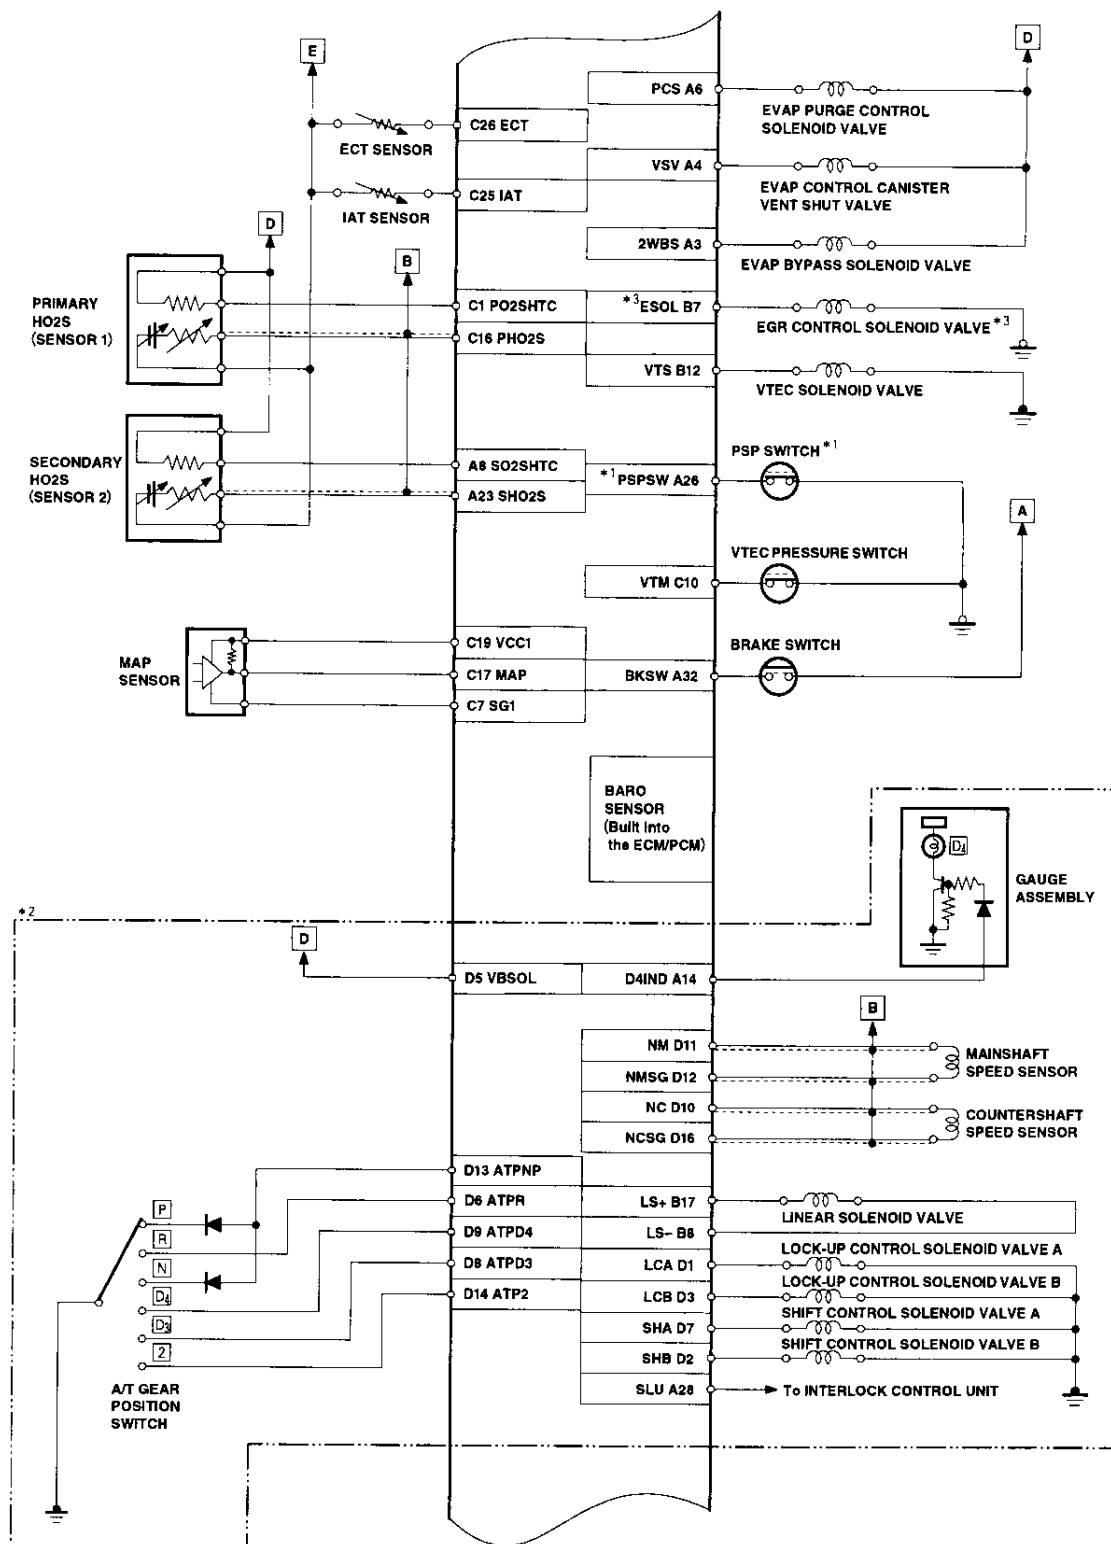 E
D
PCS A6
EVAP PURGE CONTROL
SOLENOID VALVE
C26 ECT
ECT SENSOR
VSV A4
EVAP CONTROL CANISTER
VENT SHUT VALVE
C25 IAT
IAT SENSOR
D
B
2WBS A3
EVAP BYPASS SOLENOID VALVE
PRIMARY
HO2S
(SENSOR 1)
C1 PO2SHTC
*3 ESOL B7
EGR CONTROL SOLENOID VALVE *3
C16 PHO2S
VTS B12
VTEC SOLENOID VALVE
SECONDARY
HO2S
(SENSOR 2)
PSP SWITCH *1
A8 SO2SHTC
*1 PSPSW A26
A23 SHO2S
A
VTEC PRESSURE SWITCH
VTM C10
MAP
SENSOR
C19 VCC1
BRAKE SWITCH
C17 MAP
BKSW A32
C7 SG1
BARO
SENSOR
(Built into
the ECM/PCM)
D4
GAUGE
ASSEMBLY
*2
D
D5 VBSOL
D4IND A14
B
NM D11
NMSG D12
MAINSHAFT
SPEED SENSOR
NC D10
NCSG D16
COUNTERSHAFT
SPEED SENSOR
D13 ATPNP
D6 ATPR
LS+ B17
LINEAR SOLENOID VALVE
P
R
N
D4
D3
2
D9 ATPD4
LS– B8
LOCK-UP CONTROL SOLENOID VALVE A
D8 ATPD3
LCA D1
LOCK-UP CONTROL SOLENOID VALVE B
D14 ATP2
LCB D3
SHIFT CONTROL SOLENOID VALVE A
SHA D7
SHIFT CONTROL SOLENOID VALVE B
SHB D2
SLU A28
To INTERLOCK CONTROL UNIT
A/T GEAR
POSITION
SWITCH